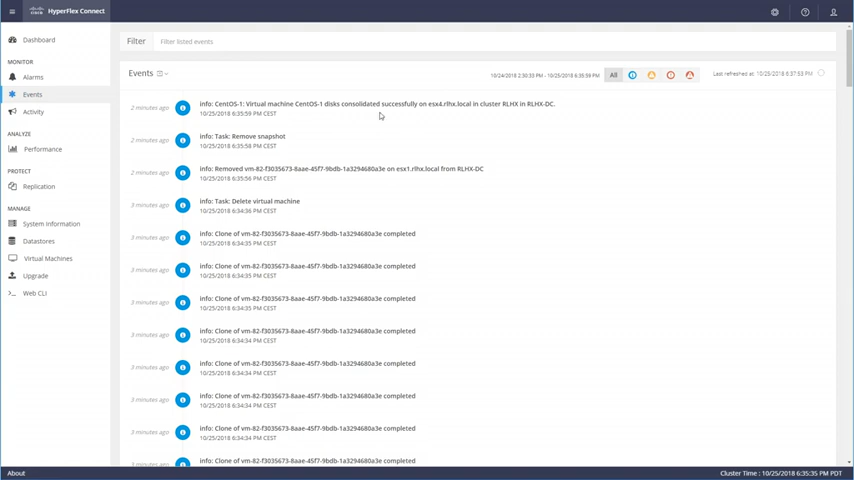 CISCO HyperFlex Connect
Dashboard
MONITOR
Alarms
Events
Activity
ANALYZE
Performance
PROTECT
Replication
MANAGE
System Information
Datastores
Virtual Machines
Upgrade
Web CLI
Filter Filter listed events
Events
10/24/2018 2:30:33 PM - 10/25/2018 6:35:59 PM All Last refreshed at: 10/25/2018 6:37:53 PM
2 minutes ago info: CentOS-1: Virtual machine CentOS-1 disks consolidated successfully on esx4.rlhx.local in cluster RLHX in RLHX-DC.
10/25/2018 6:35:59 PM CEST
2 minutes ago info: Task: Remove snapshot
10/25/2018 6:35:58 PM CEST
2 minutes ago info: Removed vm-82-f3035673-8aae-45f7-9bdb-1a3294680a3e on esx1.rlhx.local from RLHX-DC
10/25/2018 6:35:56 PM CEST
3 minutes ago info: Task: Delete virtual machine
10/25/2018 6:34:36 PM CEST
3 minutes ago info: Clone of vm-82-f3035673-8aae-45f7-9bdb-1a3294680a3e completed
10/25/2018 6:34:35 PM CEST
3 minutes ago info: Clone of vm-82-f3035673-8aae-45f7-9bdb-1a3294680a3e completed
10/25/2018 6:34:35 PM CEST
3 minutes ago info: Clone of vm-82-f3035673-8aae-45f7-9bdb-1a3294680a3e completed
10/25/2018 6:34:35 PM CEST
3 minutes ago info: Clone of vm-82-f3035673-8aae-45f7-9bdb-1a3294680a3e completed
10/25/2018 6:34:34 PM CEST
3 minutes ago info: Clone of vm-82-f3035673-8aae-45f7-9bdb-1a3294680a3e completed
10/25/2018 6:34:34 PM CEST
3 minutes ago info: Clone of vm-82-f3035673-8aae-45f7-9bdb-1a3294680a3e completed
10/25/2018 6:34:34 PM CEST
3 minutes ago info: Clone of vm-82-f3035673-8aae-45f7-9bdb-1a3294680a3e completed
10/25/2018 6:34:34 PM CEST
3 minutes ago info: Clone of vm-82-f3035673-8aae-45f7-9bdb-1a3294680a3e completed
About Cluster Time : 10/25/2018 6:35:35 PM PDT